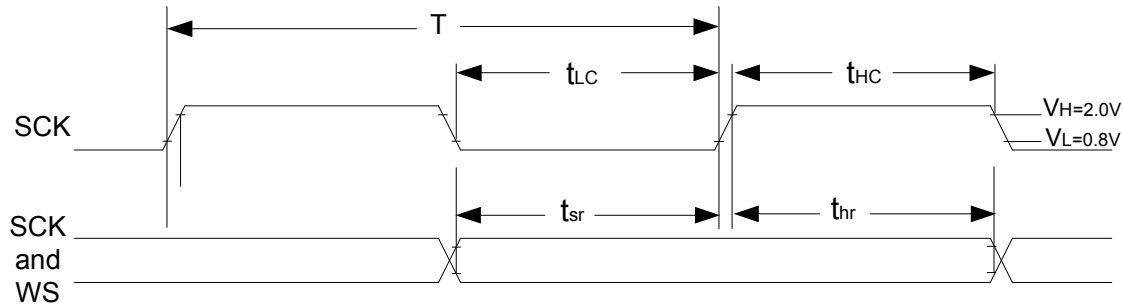 T
tLC
tHC
SCK
VH=2.0V
VL=0.8V
tsr
thr
SCK
and
WS